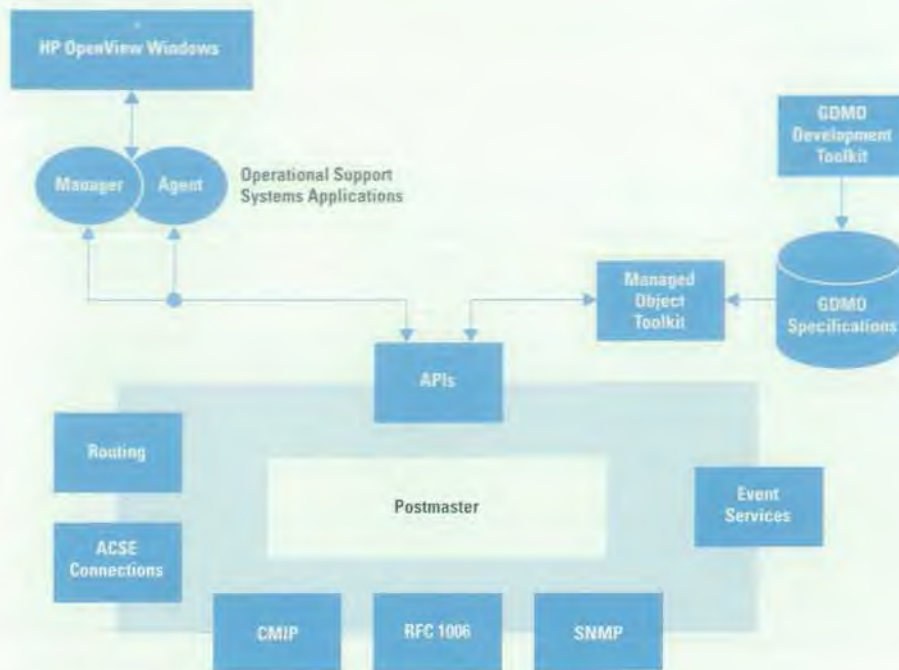 HP OpenView Windows
GDMO
Development
Toolkit
Manager
Agent
Operational Support
Systems Applications
Managed
Object
Toolkit
GDMO
Specifications
APIs
Routing
Postmaster
Event
Services
ACSE
Connections
CMIP
RFC 1006
SNMP